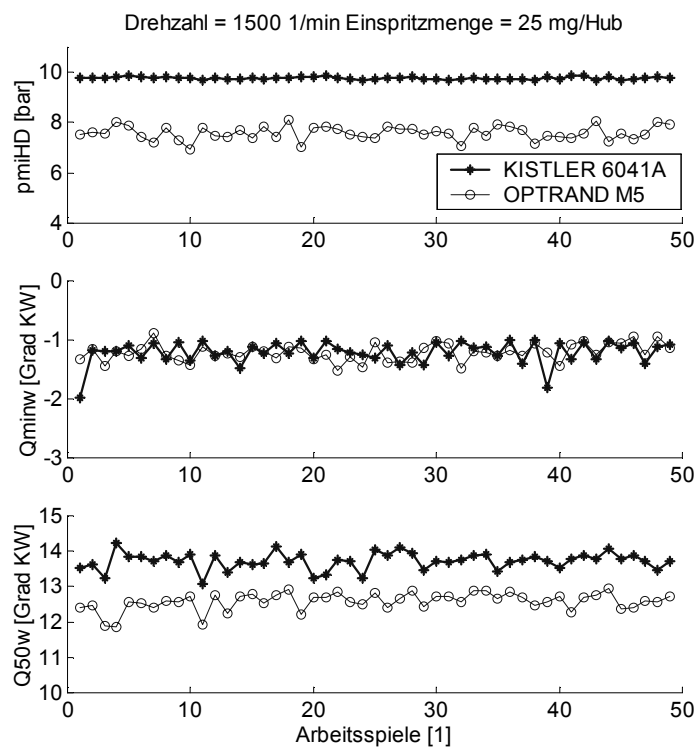 Drehzahl = 1500 1/min Einspritzmenge = 25 mg/Hub
pmiHD [bar]
10
8
6
4
KISTLER 6041A
OPTRAND M5
0 10 20 30 40 50
Qminw [Grad KW]
0
-1
-2
-3
0 10 20 30 40 50
Q50w [Grad KW]
15
14
13
12
11
10
0 10 20 30 40 50
Arbeitsspiele [1]